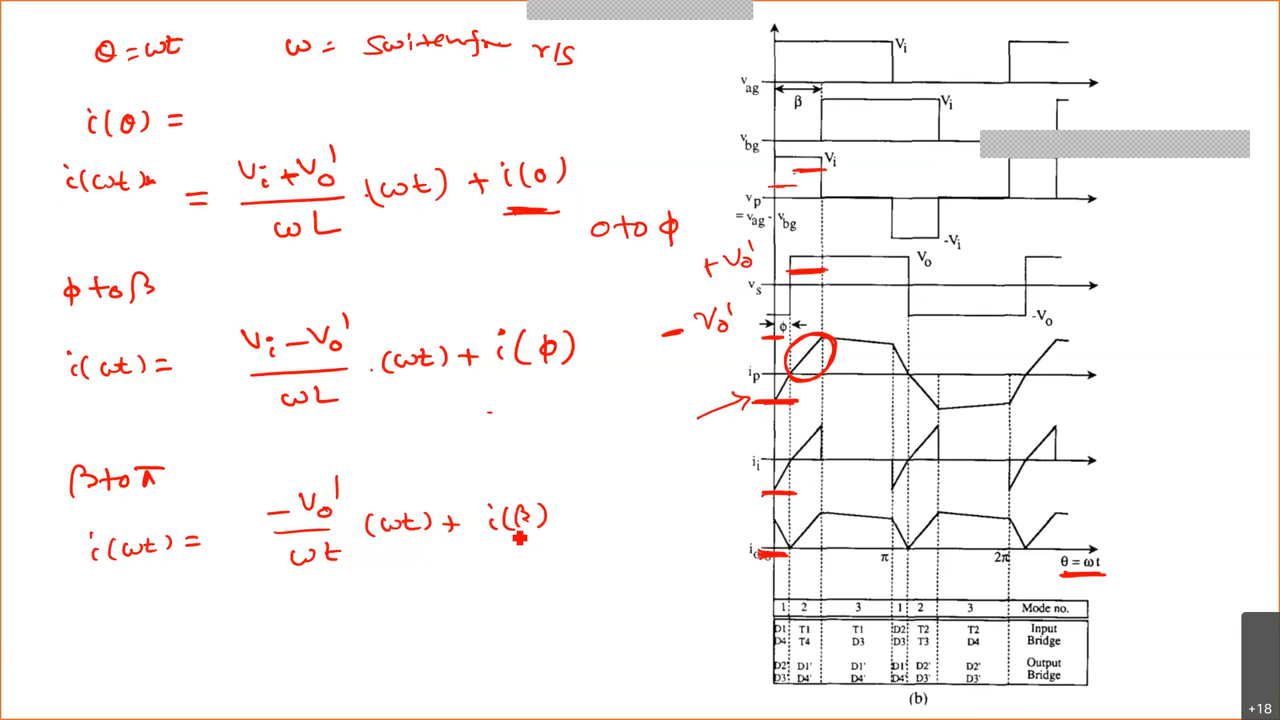 θ = ωt ω = switchfr r/s
i(θ) =
i(ωt) = Vi + Vo' / ωL · (ωt) + i(0)
0 to φ
φ to β
i(ωt) = Vi − Vo' / ωL · (ωt) + i(φ)
β to π
i(ωt) = −Vo' / ωt (ωt) + i(β)
+Vo'
− Vo'
Vi
vag
β
Vi
vbg
Vi
vp
= vag - vbg
-Vi
Vo
vs
φ
-Vo
ip
ii
π 2π θ = ω t
1 2 3 1 2 3 Mode no.
D1 T1 T1 D2 T2 T2 Input
D4 T4 D3 D3 T3 D4 Bridge
D2' D1' D1' D1' D2' D2' Output
D3' D4' D4' D4' D3' D3' Bridge
(b)
+18